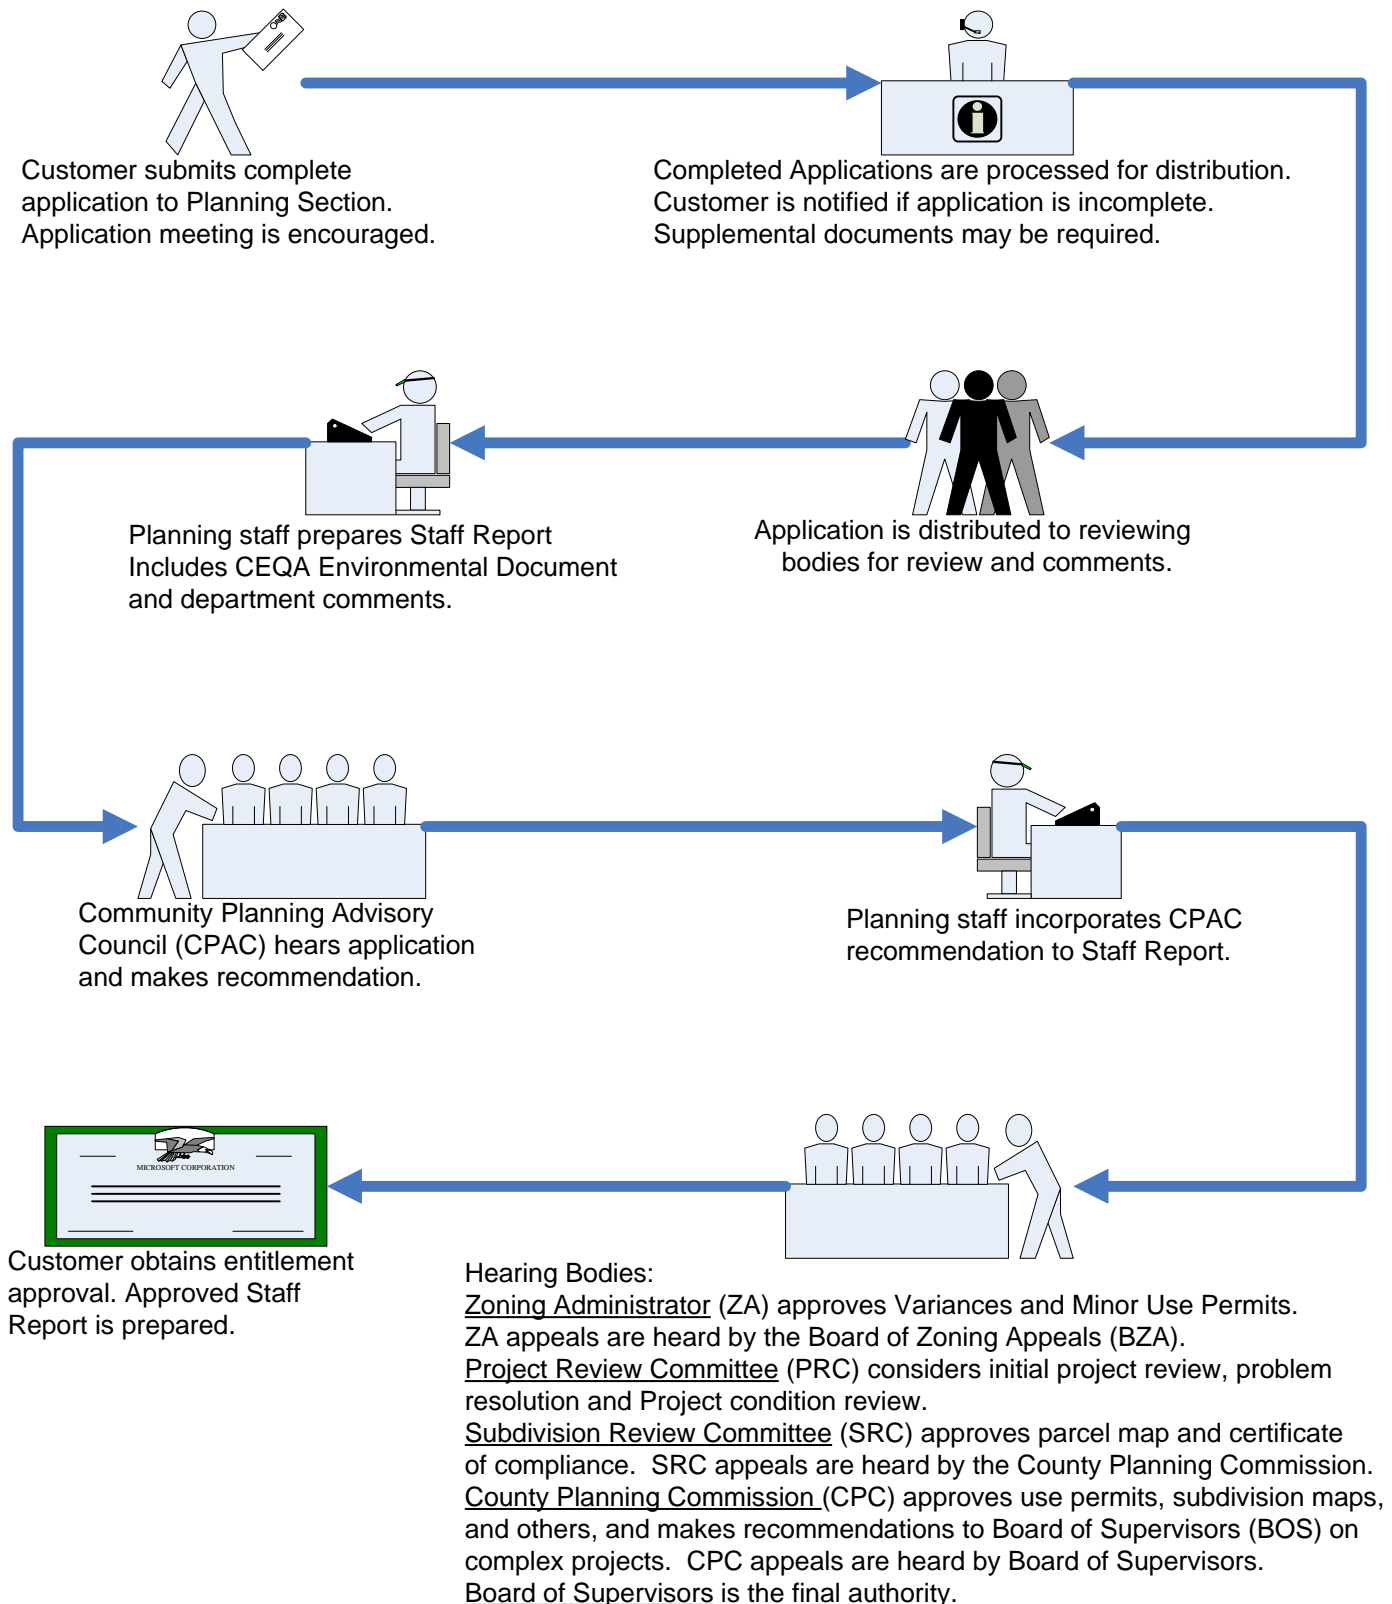 Customer submits complete
application to Planning Section.
Application meeting is encouraged.
Completed Applications are processed for distribution.
Customer is notified if application is incomplete.
Supplemental documents may be required.
Application is distributed to reviewing
bodies for review and comments.
Planning staff prepares Staff Report
Includes CEQA Environmental Document
and department comments.
Community Planning Advisory
Council (CPAC) hears application
and makes recommendation.
Planning staff incorporates CPAC
recommendation to Staff Report.
Hearing Bodies:
Zoning Administrator (ZA) approves Variances and Minor Use Permits.
ZA appeals are heard by the Board of Zoning Appeals (BZA).
Project Review Committee (PRC) considers initial project review, problem
resolution and Project condition review.
Subdivision Review Committee (SRC) approves parcel map and certificate
of compliance.  SRC appeals are heard by the County Planning Commission.
County Planning Commission (CPC) approves use permits, subdivision maps,
and others, and makes recommendations to Board of Supervisors (BOS) on
complex projects.  CPC appeals are heard by Board of Supervisors.
Board of Supervisors is the final authority.
MICROSOFT CORPORATION
Customer obtains entitlement
approval. Approved Staff
Report is prepared.